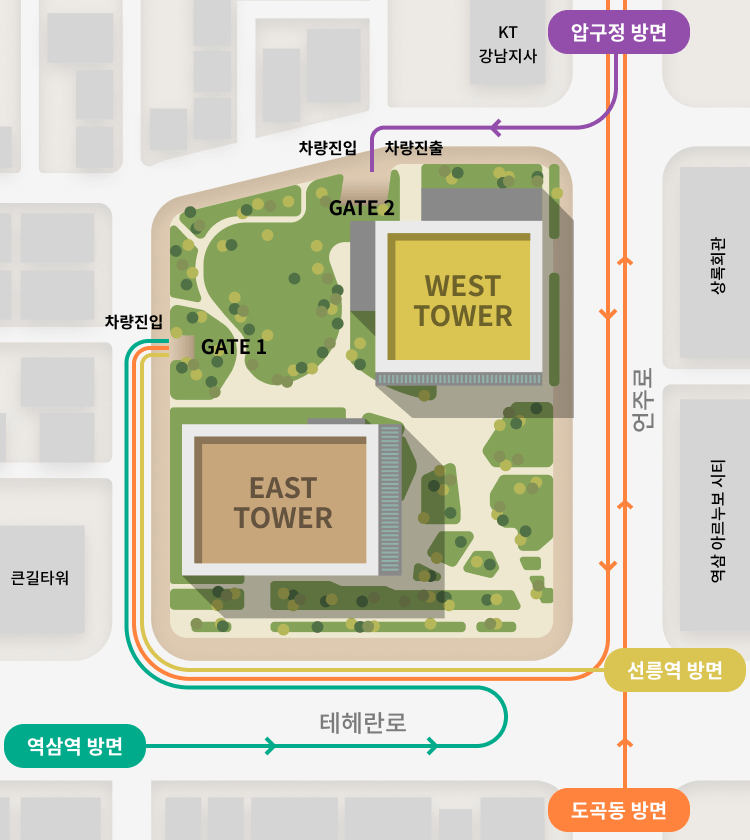 KT
강남지사
압구정 방면
차량진입
차량진출
GATE 2
WEST
TOWER
상록회관
차량진입
GATE 1
언주로
EAST
TOWER
역삼 아르누보 시티
큰길타워
선릉역 방면
테헤란로
역삼역 방면
도곡동 방면